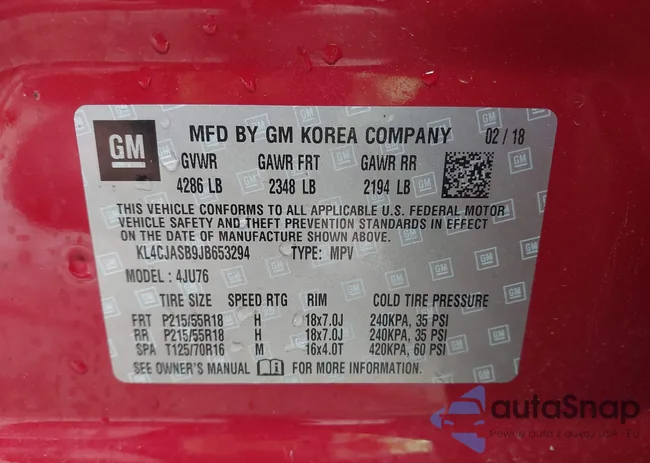 GM
MFD BY GM KOREA COMPANY 02 / 18
GVWR GAWR FRT GAWR RR
4286 LB 2348 LB 2194 LB
THIS VEHICLE CONFORMS TO ALL APPLICABLE U.S. FEDERAL MOTOR
VEHICLE SAFETY AND THEFT PREVENTION STANDARDS IN EFFECT
ON THE DATE OF MANUFACTURE SHOWN ABOVE.
KL4CJASB9JB653294 TYPE: MPV
MODEL : 4JU76
TIRE SIZE SPEED RTG RIM COLD TIRE PRESSURE
FRT P215/55R18 H 18x7.0J 240KPA, 35 PSI
RR P215/55R18 H 18x7.0J 240KPA, 35 PSI
SPA T125/70R16 M 16x4.0T 420KPA, 60 PSI
SEE OWNER'S MANUAL FOR MORE INFORMATION.
autoSnap